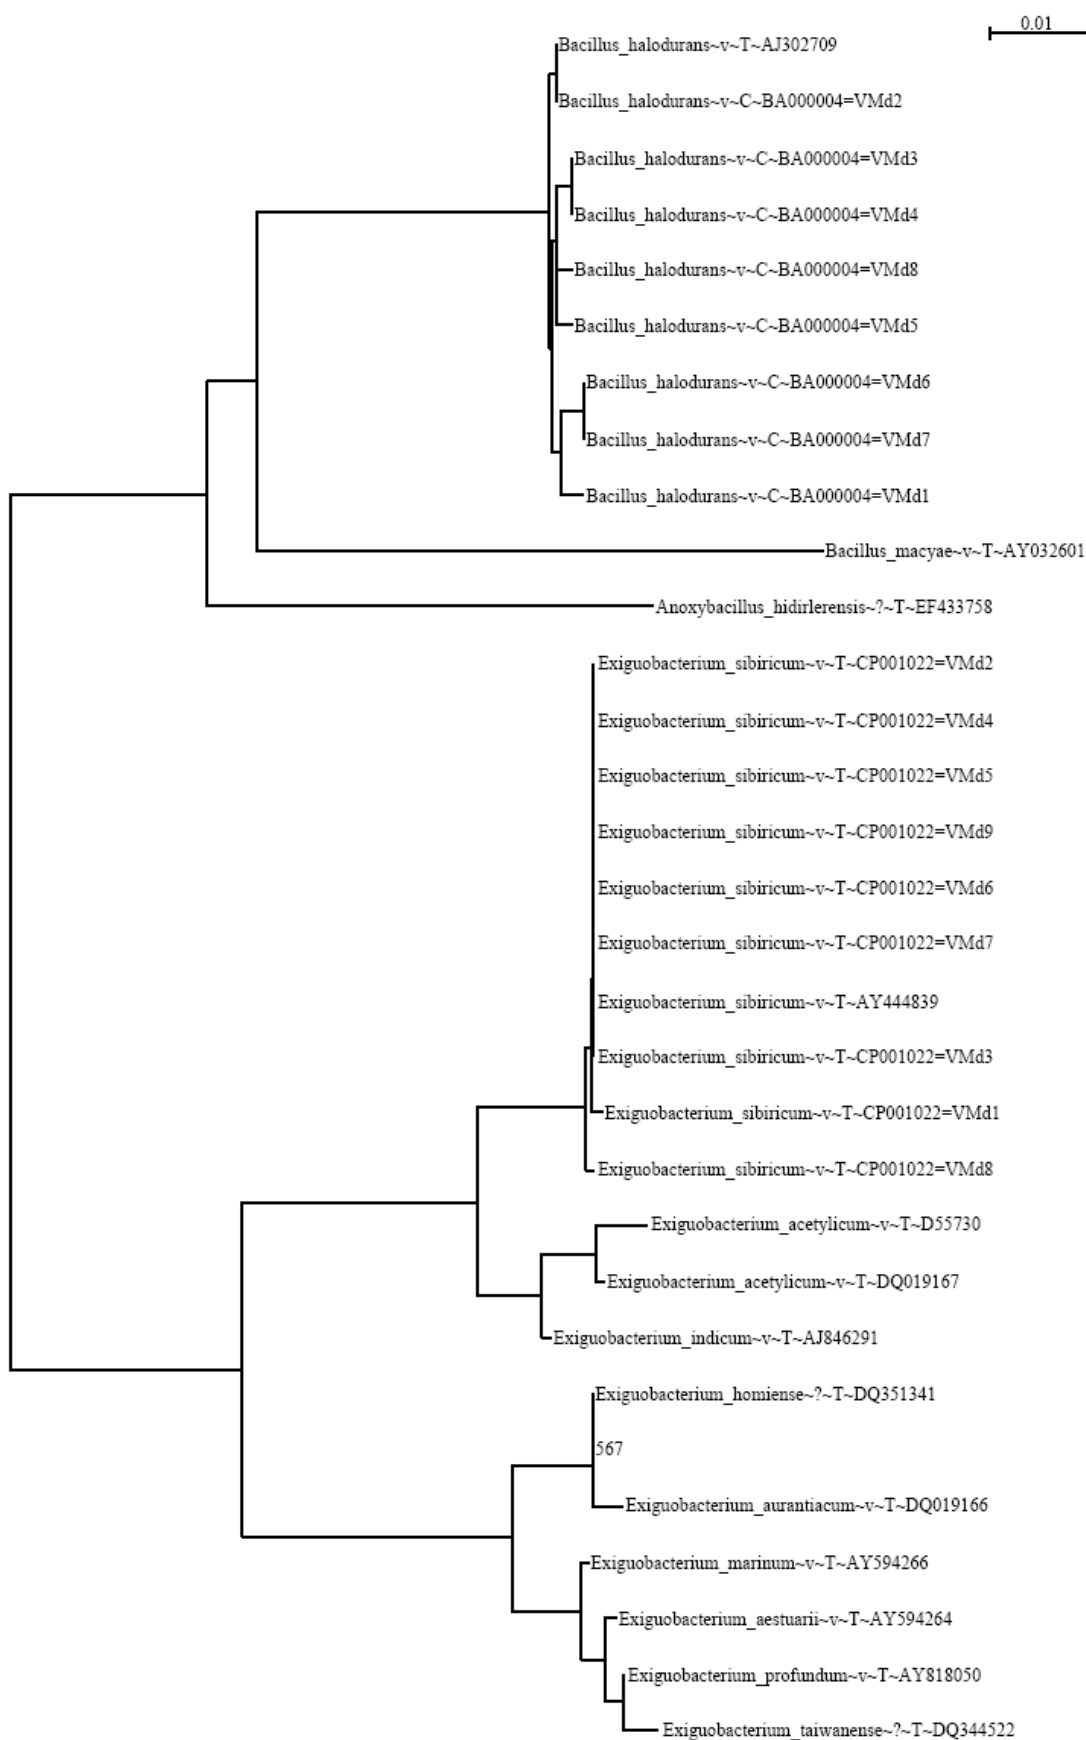 0.01
Bacillus_halodurans~v~T~AJ302709
Bacillus_halodurans~v~C~BA000004=VMd2
Bacillus_halodurans~v~C~BA000004=VMd3
Bacillus_halodurans~v~C~BA000004=VMd4
Bacillus_halodurans~v~C~BA000004=VMd8
Bacillus_halodurans~v~C~BA000004=VMd5
Bacillus_halodurans~v~C~BA000004=VMd6
Bacillus_halodurans~v~C~BA000004=VMd7
Bacillus_halodurans~v~C~BA000004=VMd1
Bacillus_macyae~v~T~AY032601
Anoxybacillus_hidirlerensis~?~T~EF433758
Exiguobacterium_sibiricum~v~T~CP001022=VMd2
Exiguobacterium_sibiricum~v~T~CP001022=VMd4
Exiguobacterium_sibiricum~v~T~CP001022=VMd5
Exiguobacterium_sibiricum~v~T~CP001022=VMd9
Exiguobacterium_sibiricum~v~T~CP001022=VMd6
Exiguobacterium_sibiricum~v~T~CP001022=VMd7
Exiguobacterium_sibiricum~v~T~AY444839
Exiguobacterium_sibiricum~v~T~CP001022=VMd3
Exiguobacterium_sibiricum~v~T~CP001022=VMd1
Exiguobacterium_sibiricum~v~T~CP001022=VMd8
Exiguobacterium_acetylicum~v~T~D55730
Exiguobacterium_acetylicum~v~T~DQ019167
Exiguobacterium_indicum~v~T~AJ846291
Exiguobacterium_homiense~?~T~DQ351341
567
Exiguobacterium_aurantiacum~v~T~DQ019166
Exiguobacterium_marinum~v~T~AY594266
Exiguobacterium_aestuarii~v~T~AY594264
Exiguobacterium_profundum~v~T~AY818050
Exiguobacterium_taiwanense~?~T~DQ344522